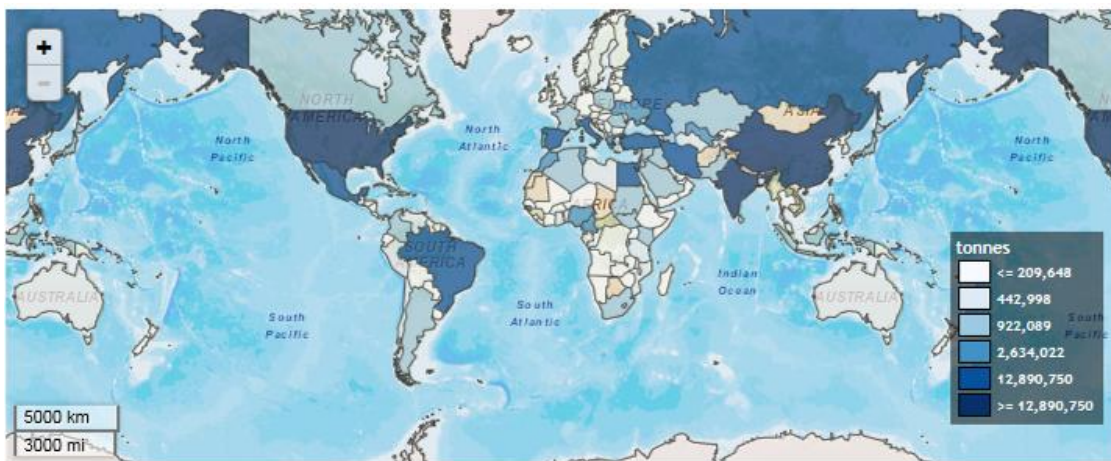 +
−
NORTH
AMERICA
EUROPE
ASIA
North
Pacific
North
Atlantic
North
Pacific
AFRICA
SOUTH
AMERICA
AUSTRALIA
South
Pacific
South
Atlantic
Indian
Ocean
AUSTRALIA
South
Pacific
tonnes
<= 209,648
442,998
922,089
2,634,022
12,890,750
>= 12,890,750
5000 km
3000 mi